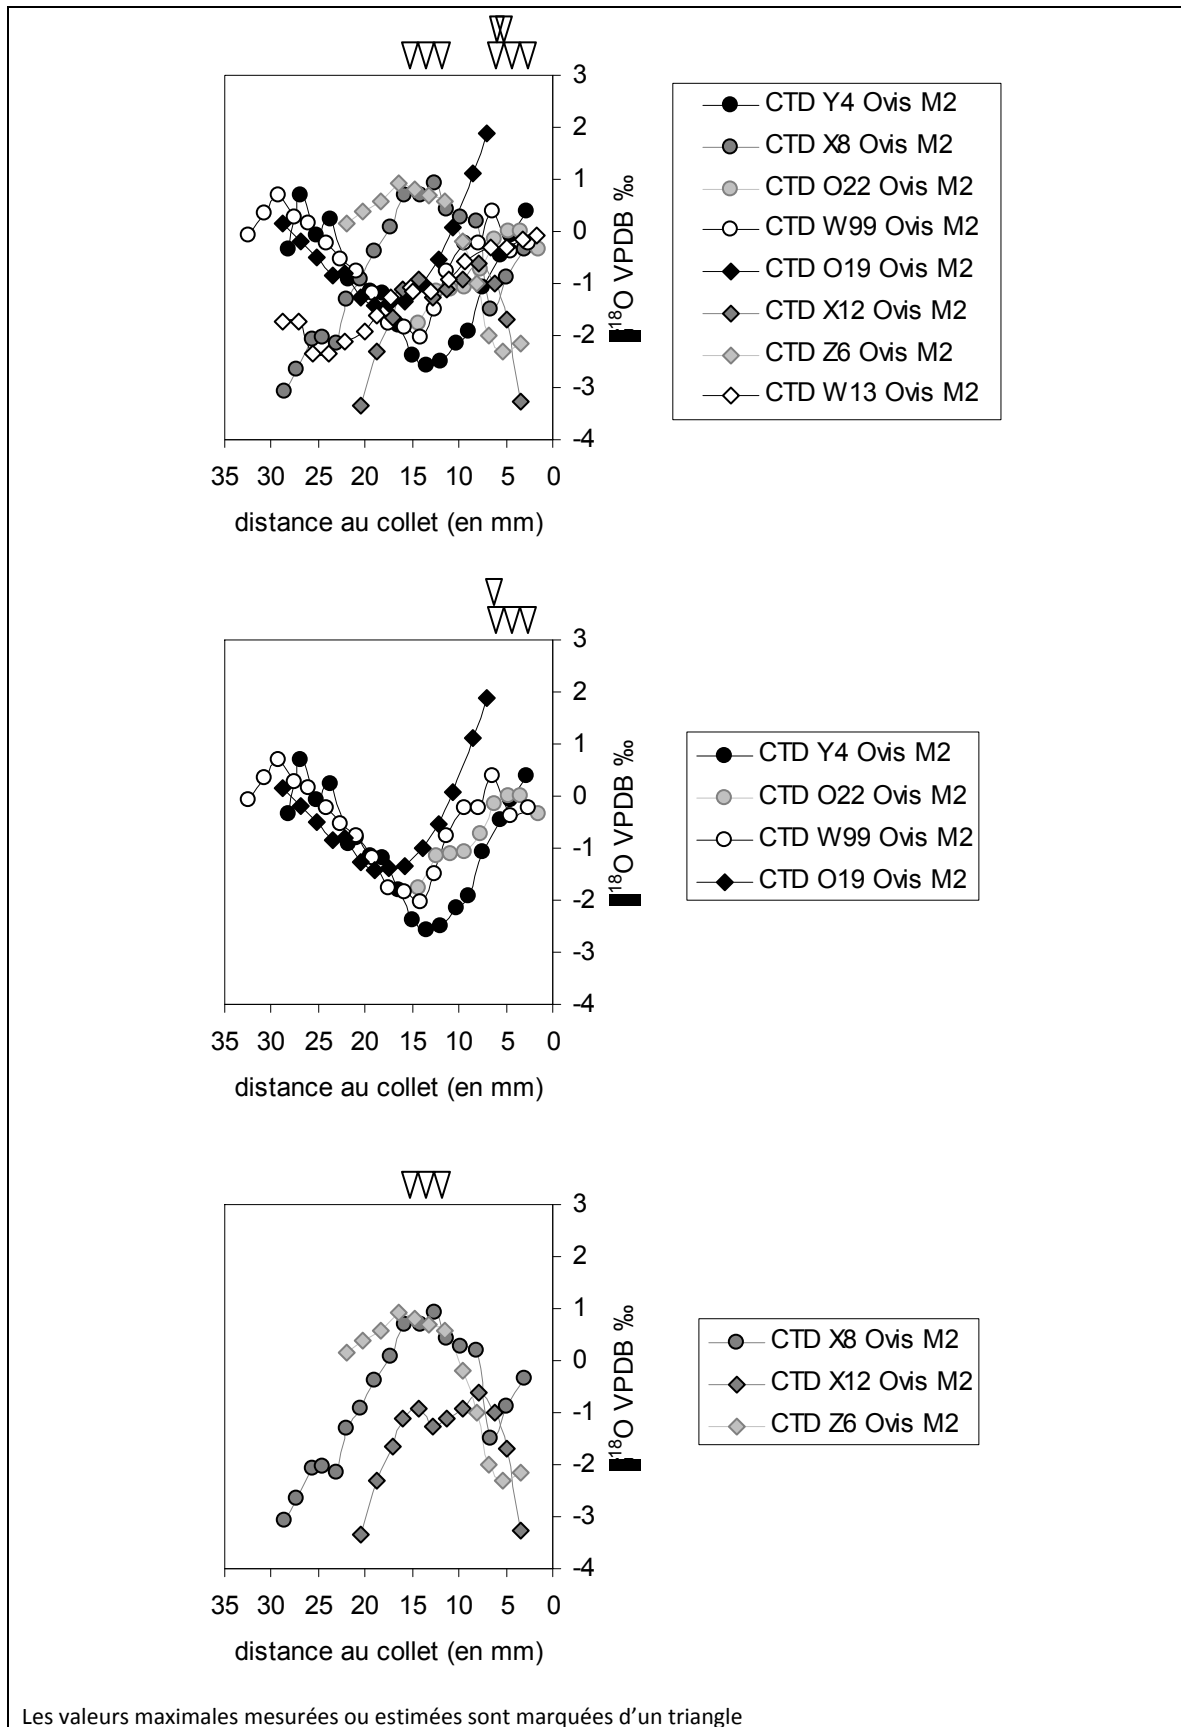 3
2
1
0
-1
-2
-3
-4
18O VPDB ‰
35 30 25 20 15 10 5 0
distance au collet (en mm)
CTD Y4 Ovis M2
CTD X8 Ovis M2
CTD O22 Ovis M2
CTD W99 Ovis M2
CTD O19 Ovis M2
CTD X12 Ovis M2
CTD Z6 Ovis M2
CTD W13 Ovis M2
3
2
1
0
-1
-2
-3
-4
18O VPDB ‰
35 30 25 20 15 10 5 0
distance au collet (en mm)
CTD Y4 Ovis M2
CTD O22 Ovis M2
CTD W99 Ovis M2
CTD O19 Ovis M2
3
2
1
0
-1
-2
-3
-4
18O VPDB ‰
35 30 25 20 15 10 5 0
distance au collet (en mm)
CTD X8 Ovis M2
CTD X12 Ovis M2
CTD Z6 Ovis M2
Les valeurs maximales mesurées ou estimées sont marquées d'un triangle